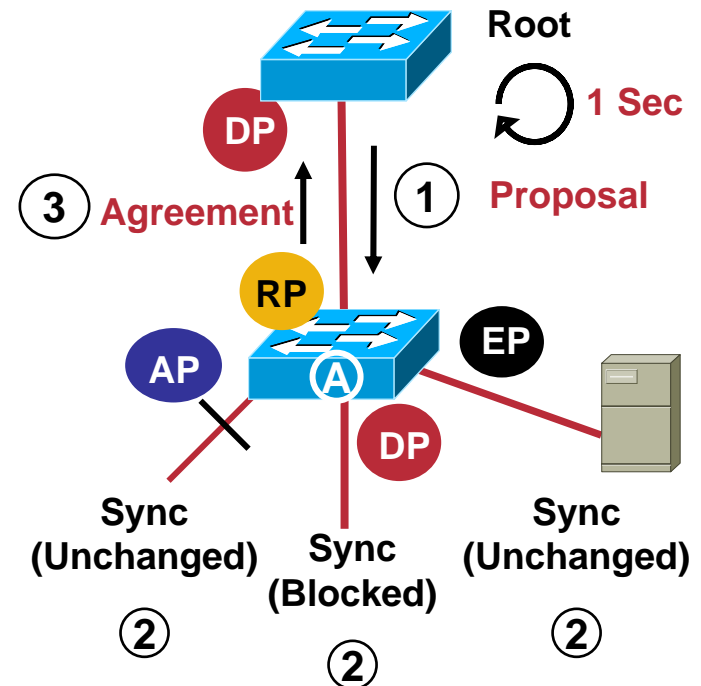 Root
DP
1 Sec
3 Agreement
1 Proposal
RP
EP
AP
A
DP
Sync
(Unchanged)
2
Sync
(Blocked)
2
Sync
(Unchanged)
2